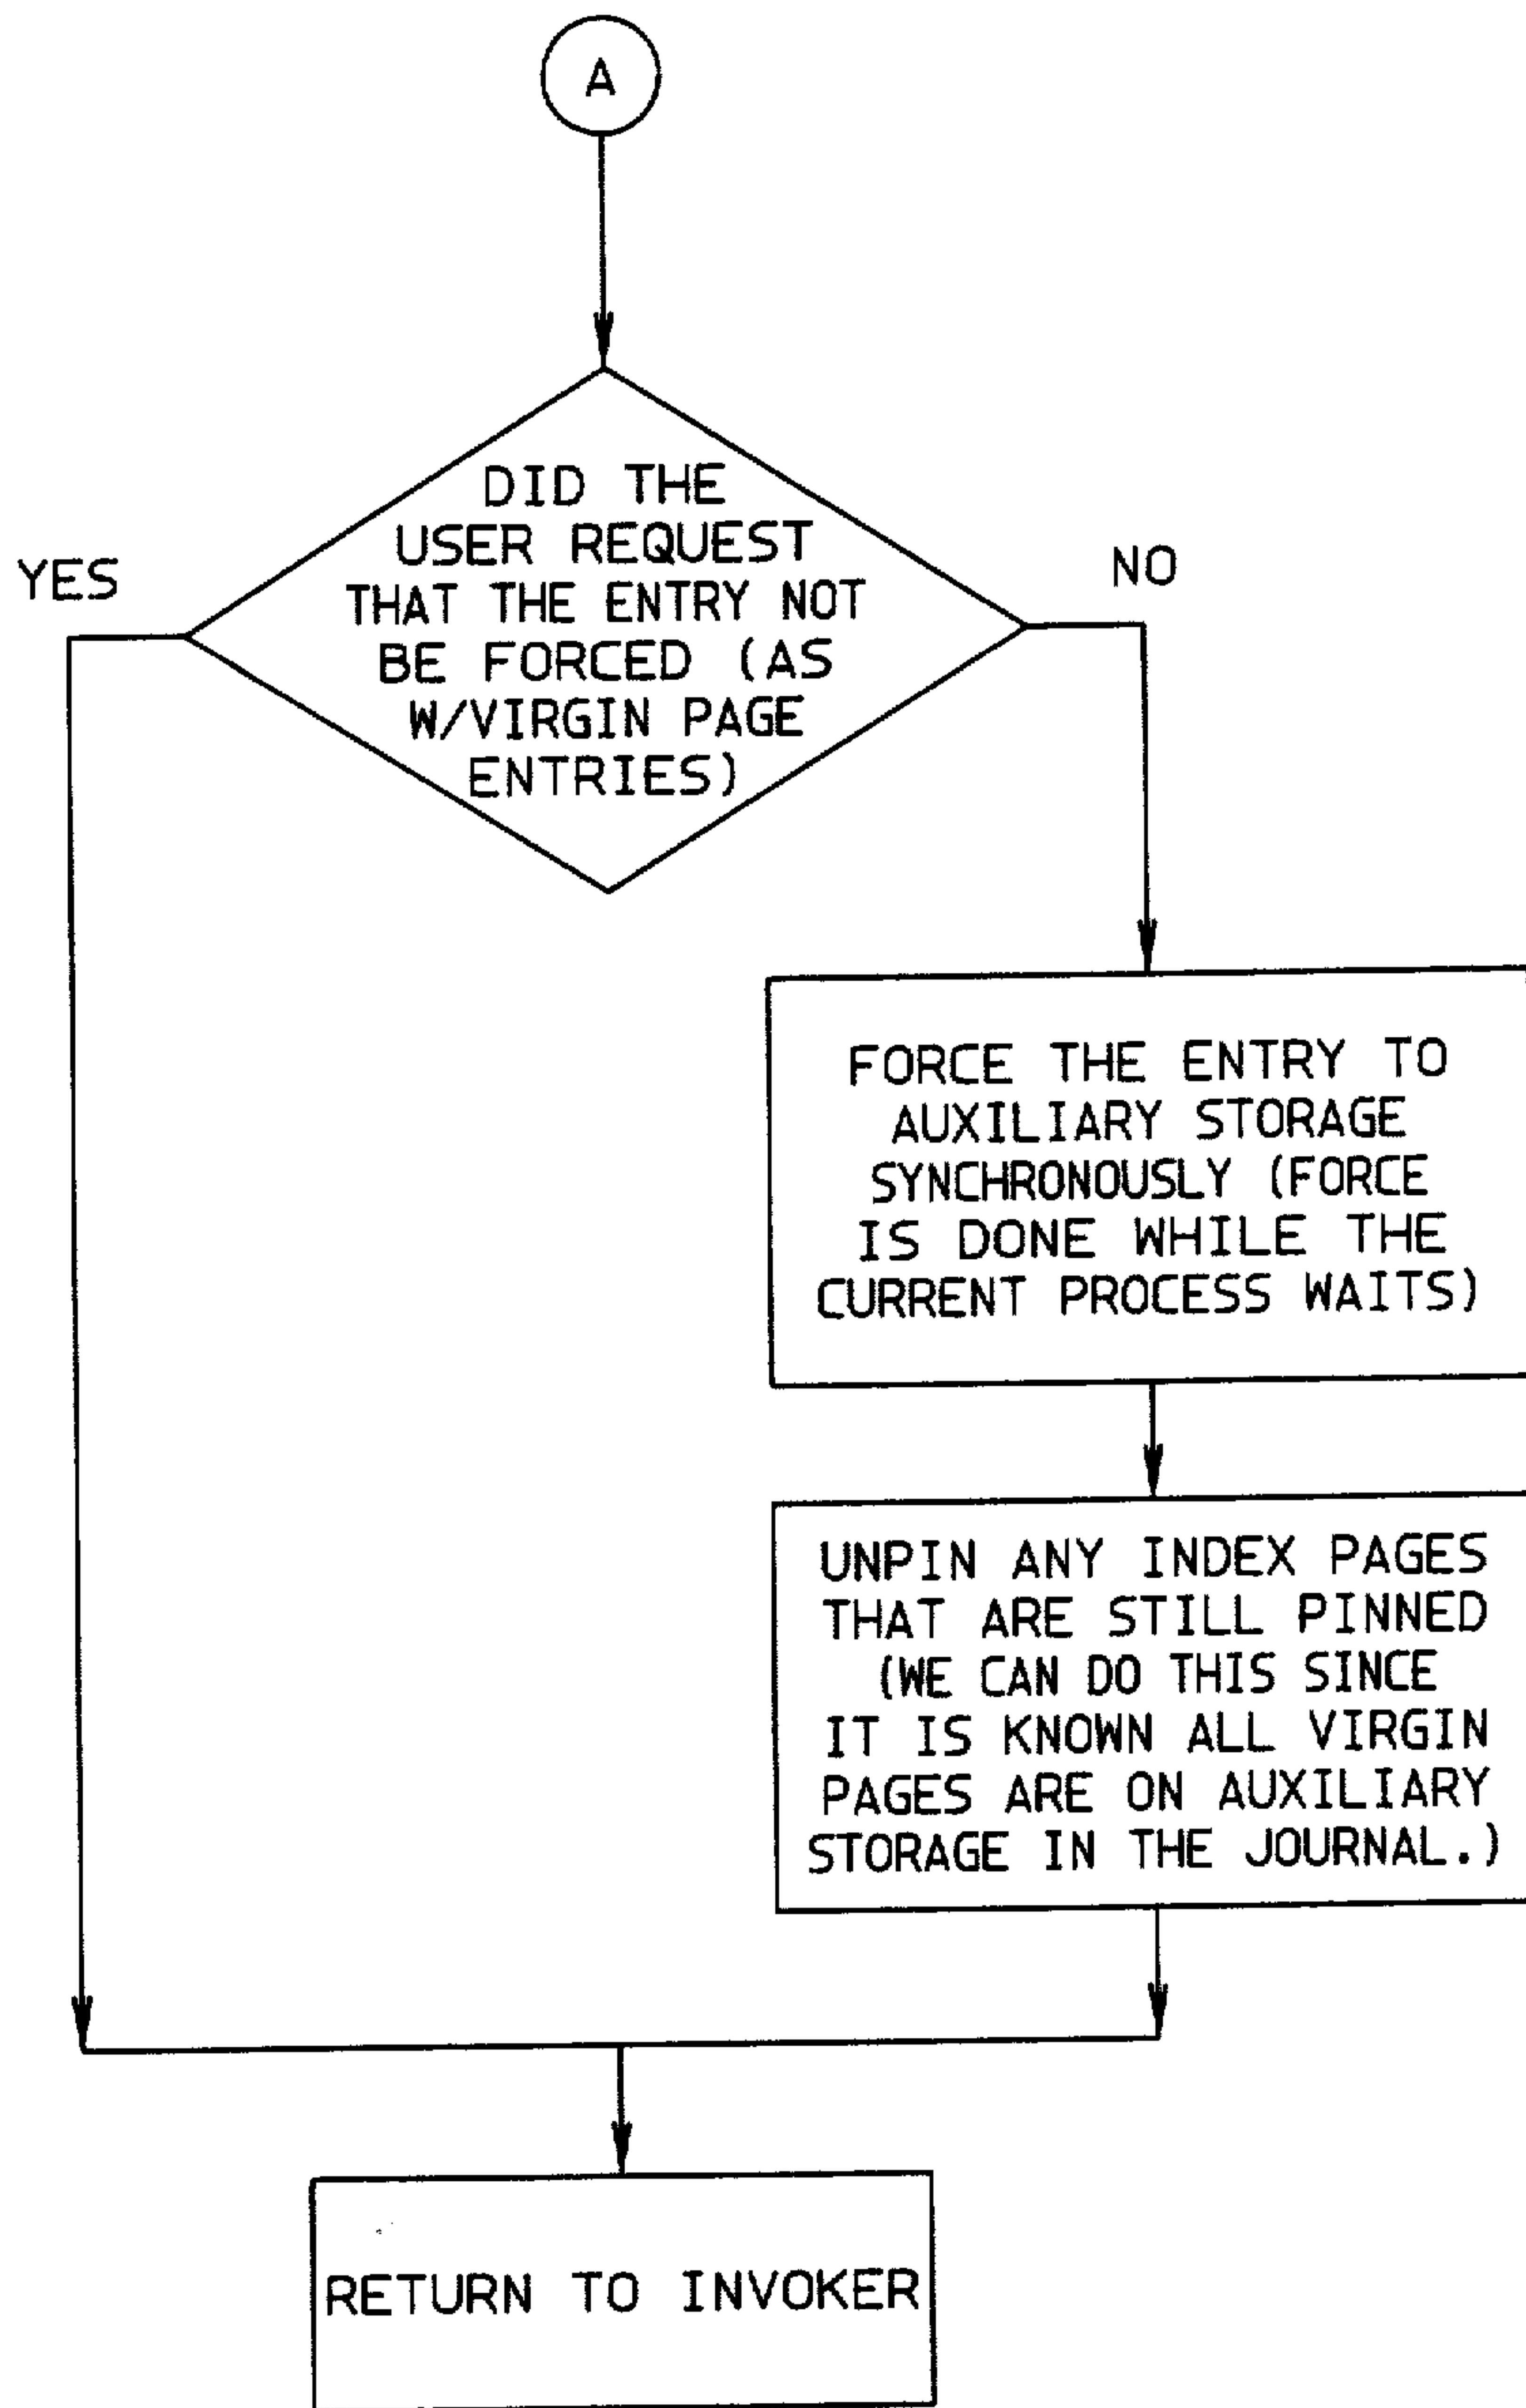 A
DID THE
USER REQUEST
THAT THE ENTRY NOT
BE FORCED (AS
W/VIRGIN PAGE
ENTRIES)
YES
NO
FORCE THE ENTRY TO
AUXILIARY STORAGE
SYNCHRONOUSLY (FORCE
IS DONE WHILE THE
CURRENT PROCESS WAITS)
UNPIN ANY INDEX PAGES
THAT ARE STILL PINNED
(WE CAN DO THIS SINCE
IT IS KNOWN ALL VIRGIN
PAGES ARE ON AUXILIARY
STORAGE IN THE JOURNAL.)
RETURN TO INVOKER